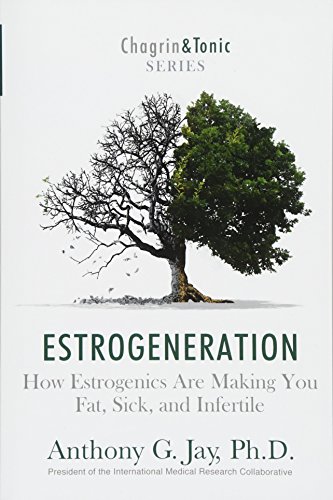 Chagrin&Tonic
SERIES
ESTROGENERATION
How Estrogenics Are Making You
Fat, Sick, and Infertile
Anthony G. Jay, Ph.D.
President of the International Medical Research Collaborative